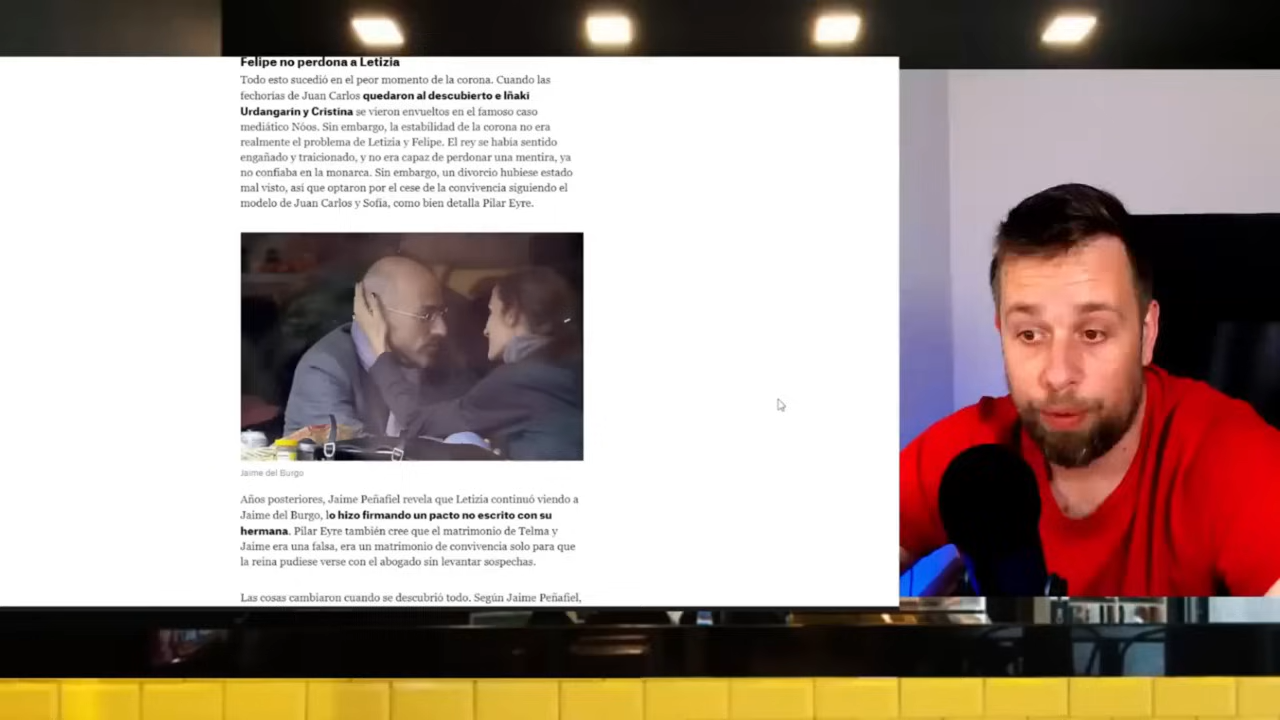 Felipe no perdona a Letizia
Todo esto sucedió en el peor momento de la corona. Cuando las
fechorías de Juan Carlos quedaron al descubierto e Iñaki
Urdangarin y Cristina se vieron envueltos en el famoso caso
mediático Nóos. Sin embargo, la estabilidad de la corona no era
realmente el problema de Letizia y Felipe. El rey se había sentido
engañado y traicionado, y no era capaz de perdonar una mentira, ya
no confiaba en la monarca. Sin embargo, un divorcio hubiese estado
mal visto, así que optaron por el cese de la convivencia siguiendo el
modelo de Juan Carlos y Sofía, como bien detalla Pilar Eyre.
Jaime del Burgo
Años posteriores, Jaime Peñafiel revela que Letizia continuó viendo a
Jaime del Burgo, lo hizo firmando un pacto no escrito con su
hermana. Pilar Eyre también cree que el matrimonio de Telma y
Jaime era una falsa, era un matrimonio de convivencia solo para que
la reina pudiese verse con el abogado sin levantar sospechas.
Las cosas cambiaron cuando se descubrió todo. Según Jaime Peñafiel,